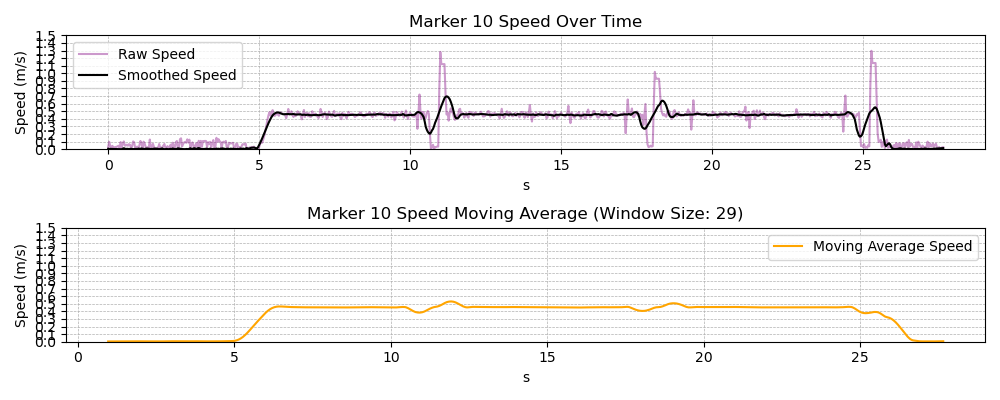 Marker 10 Speed Over Time
Speed (m/s)
1.5
1.4
1.3
1.2
1.1
1.0
0.9
0.8
0.7
0.6
0.5
0.4
0.3
0.2
0.1
0.0
Raw Speed
Smoothed Speed
0 5 10 15 20 25
s
Marker 10 Speed Moving Average (Window Size: 29)
Speed (m/s)
1.5
1.4
1.3
1.2
1.1
1.0
0.9
0.8
0.7
0.6
0.5
0.4
0.3
0.2
0.1
0.0
Moving Average Speed
0 5 10 15 20 25
s